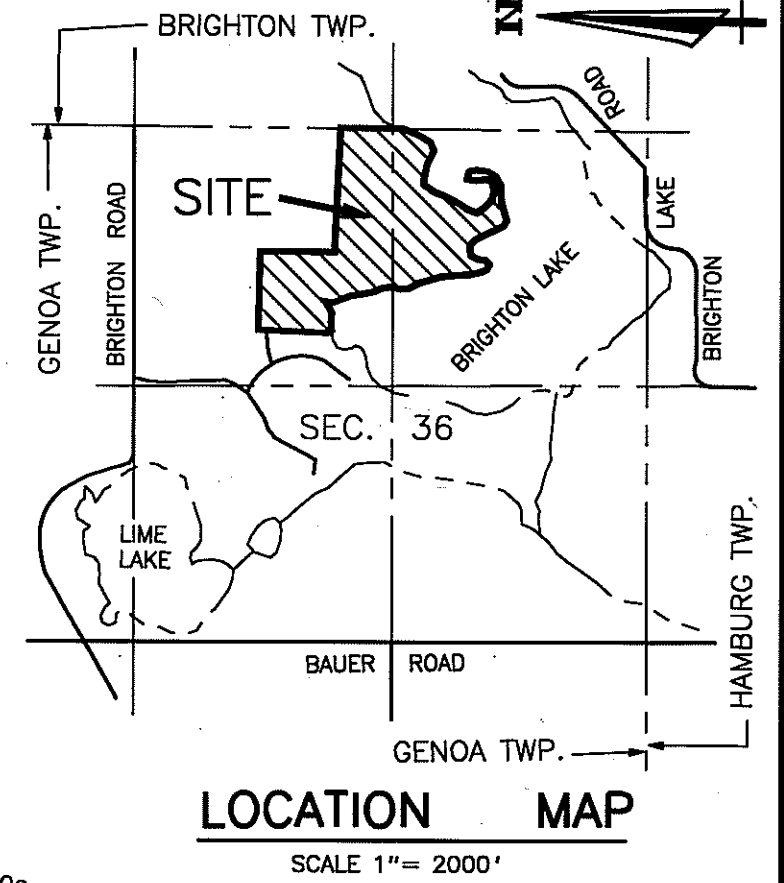 BRIGHTON TWP.
N
ROAD
GENOA TWP.
BRIGHTON ROAD
SITE
LAKE
BRIGHTON LAKE
BRIGHTON
SEC. 36
LIME
LAKE
HAMBURG TWP.
BAUER ROAD
GENOA TWP.
LOCATION MAP
SCALE 1"= 2000'